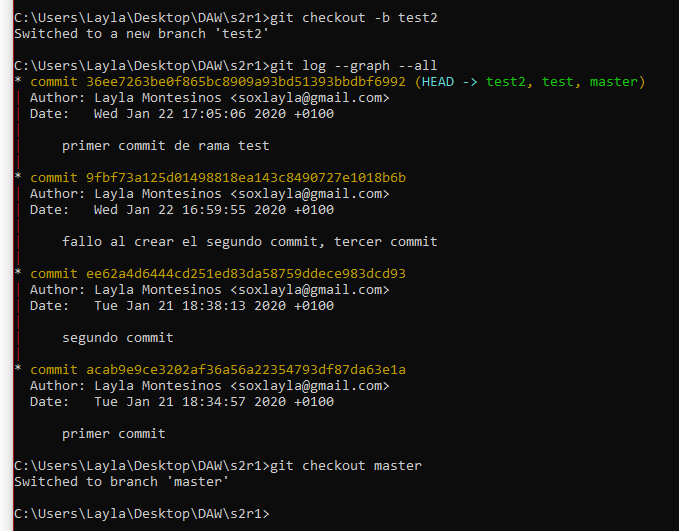 C:\Users\Layla\Desktop\DAW\s2r1>git checkout -b test2
Switched to a new branch 'test2'
C:\Users\Layla\Desktop\DAW\s2r1>git log --graph --all
* commit 36ee7263be0f865bc8909a93bd51393bbdbf6992 (HEAD -> test2, test, master)
| Author: Layla Montesinos <soxlayla@gmail.com>
| Date:   Wed Jan 22 17:05:06 2020 +0100
|
|     primer commit de rama test
|
* commit 9fbf73a125d01498818ea143c8490727e1018b6b
| Author: Layla Montesinos <soxlayla@gmail.com>
| Date:   Wed Jan 22 16:59:55 2020 +0100
|
|     fallo al crear el segundo commit, tercer commit
|
* commit ee62a4d6444cd251ed83da58759ddece983dcd93
| Author: Layla Montesinos <soxlayla@gmail.com>
| Date:   Tue Jan 21 18:38:13 2020 +0100
|
|     segundo commit
|
* commit acab9e9ce3202af36a56a22354793df87da63e1a
  Author: Layla Montesinos <soxlayla@gmail.com>
  Date:   Tue Jan 21 18:34:57 2020 +0100
      primer commit
C:\Users\Layla\Desktop\DAW\s2r1>git checkout master
Switched to branch 'master'
C:\Users\Layla\Desktop\DAW\s2r1>